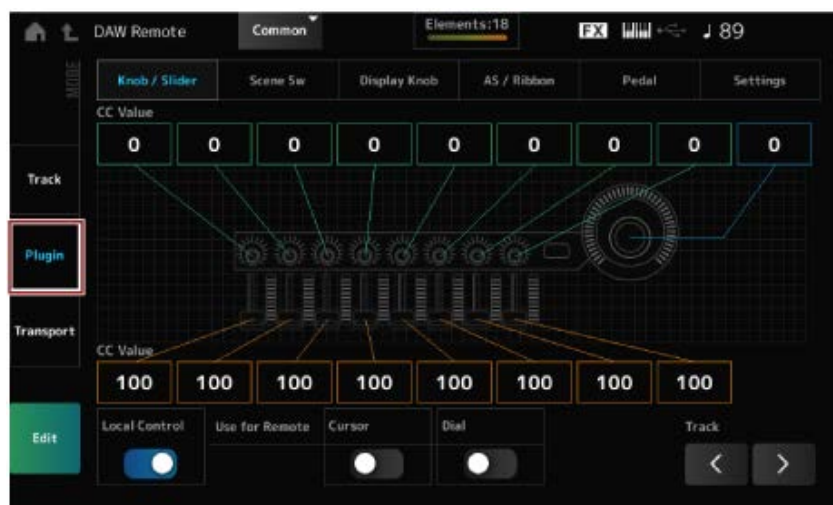 DAW Remote Common Elements:18 FX ♩ 89
MODE
Knob / Slider Scene Sw Display Knob AS / Ribbon Pedal Settings
CC Value
0 0 0 0 0 0 0 0 0
Track
Plugin
Transport
CC Value
100 100 100 100 100 100 100 100
Edit
Local Control Use for Remote Cursor Dial Track
< >